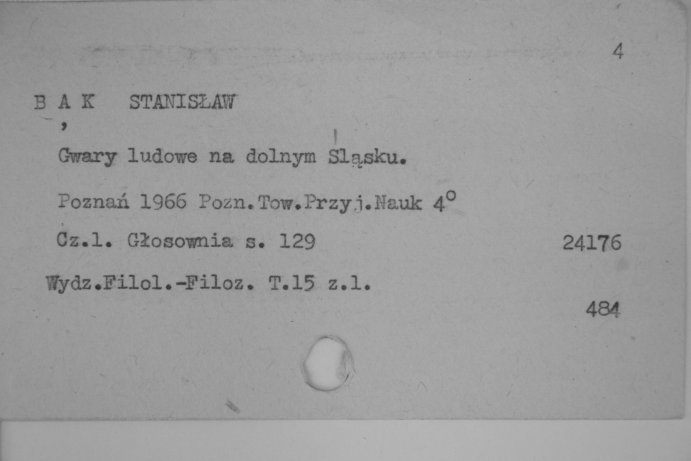 4
B Ą K STANISŁAW
Gwary ludowe na dolnym Śląsku.
Poznań 1966 Pozn.Tow.Przyj.Nauk 4°
Cz.1. Głosownia s. 129 24176
Wydz.Filol.-Filoz. T.15 z.1.
484